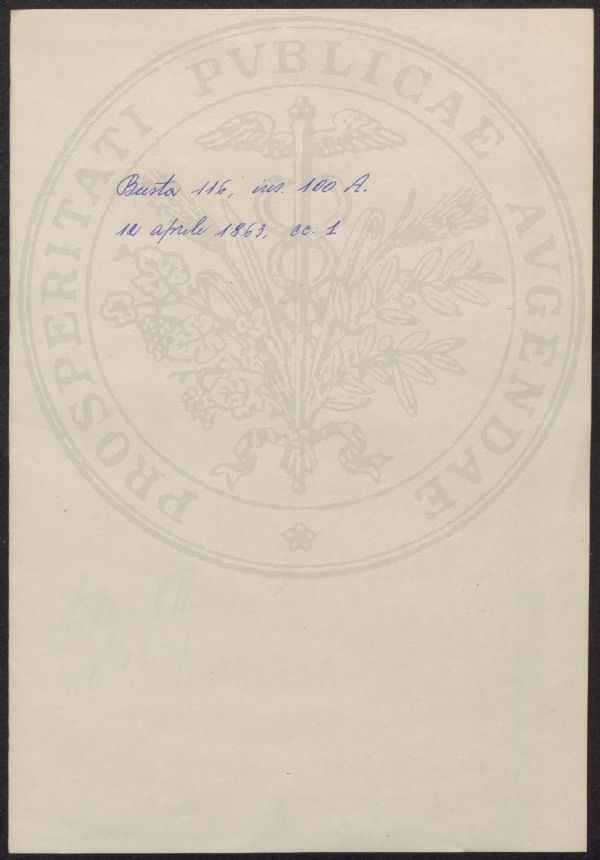 Busta 116, ins. 100 A.
12 aprile 1863, cc. 1
PROSPERITATI PVBLICAE AVGENDAE